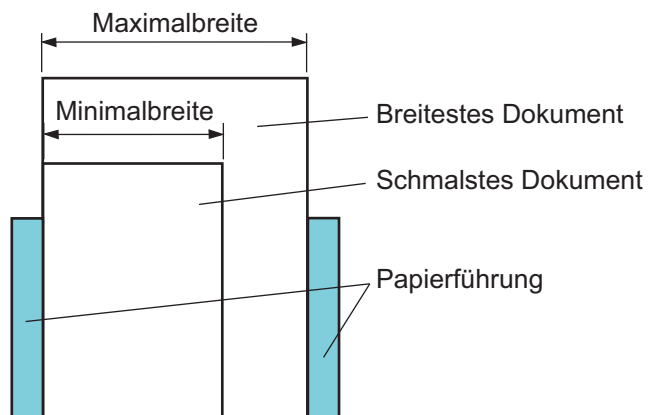 Maximalbreite
Minimalbreite
Breitestes Dokument
Schmalstes Dokument
Papierführung